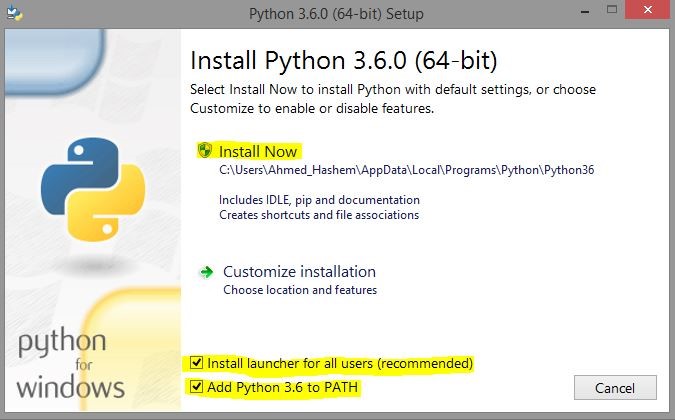 Python 3.6.0 (64-bit) Setup
Install Python 3.6.0 (64-bit)
Select Install Now to install Python with default settings, or choose
Customize to enable or disable features.
Install Now
C:\Users\Ahmed_Hashem\AppData\Local\Programs\Python\Python36
Includes IDLE, pip and documentation
Creates shortcuts and file associations
Customize installation
Choose location and features
python
for
windows
Install launcher for all users (recommended)
Add Python 3.6 to PATH
Cancel